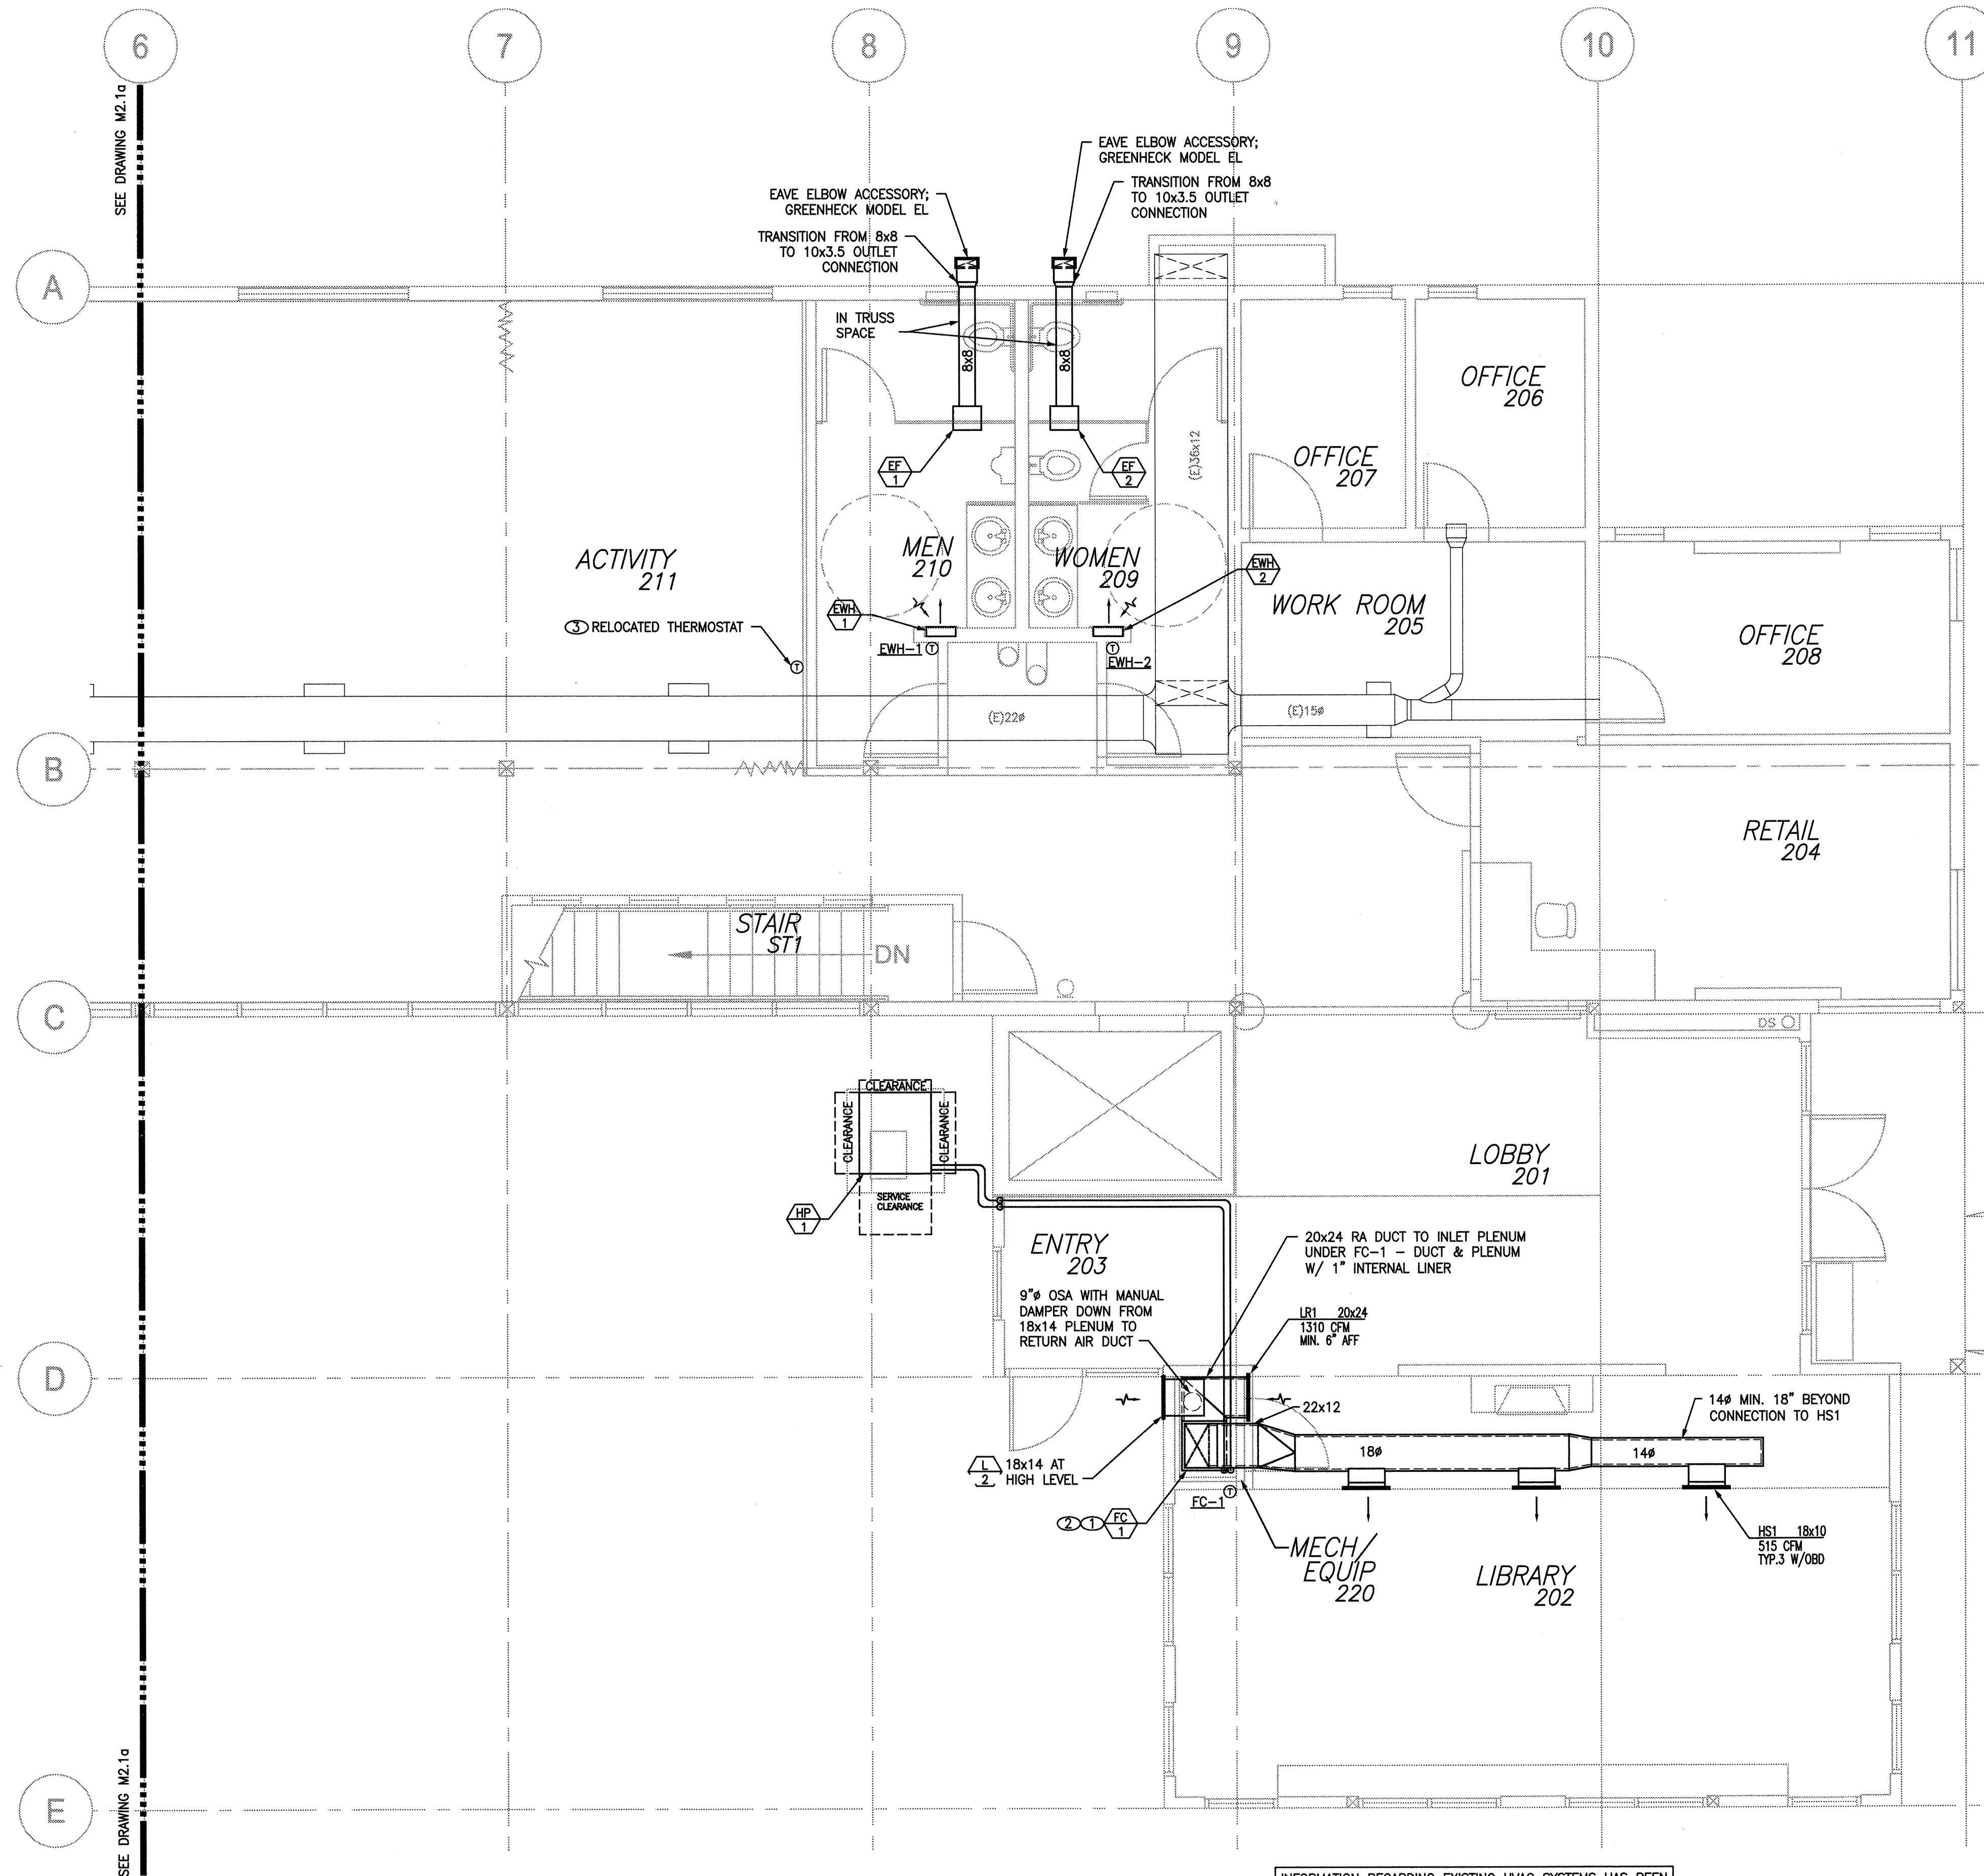 6
7
8
9
10
11
SEE DRAWING M2.1a
EAVE ELBOW ACCESSORY;
GREENHECK MODEL EL
TRANSITION FROM 8x8
TO 10x3.5 OUTLET
CONNECTION
EAVE ELBOW ACCESSORY;
GREENHECK MODEL EL
TRANSITION FROM 8x8
TO 10x3.5 OUTLET
CONNECTION
A
IN TRUSS
SPACE
8x8
8x8
OFFICE
206
OFFICE
207
(E)36x12
EF
1
EF
2
ACTIVITY
211
MEN
210
WOMEN
209
EWH
2
EWH
1
WORK ROOM
205
OFFICE
208
3 RELOCATED THERMOSTAT
T
EWH-1 T
T
EWH-2
(E)22ø
(E)15ø
B
RETAIL
204
STAIR
ST1
DN
C
DS
CLEARANCE
CLEARANCE
CLEARANCE
SERVICE
CLEARANCE
HP
1
LOBBY
201
ENTRY
203
20x24 RA DUCT TO INLET PLENUM
UNDER FC-1 - DUCT & PLENUM
W/ 1" INTERNAL LINER
9"ø OSA WITH MANUAL
DAMPER DOWN FROM
18x14 PLENUM TO
RETURN AIR DUCT
LR1 20x24
1310 CFM
MIN. 6" AFF
D
22x12
14ø MIN. 18" BEYOND
CONNECTION TO HS1
18ø
14ø
L
2
18x14 AT
HIGH LEVEL
FC-1 T
2 1 FC
1
MECH/
EQUIP
220
LIBRARY
202
HS1 18x10
515 CFM
TYP.3 W/OBD
SEE DRAWING M2.1a
E
INFORMATION REGARDING EXISTING HVAC SYSTEMS HAS BEEN